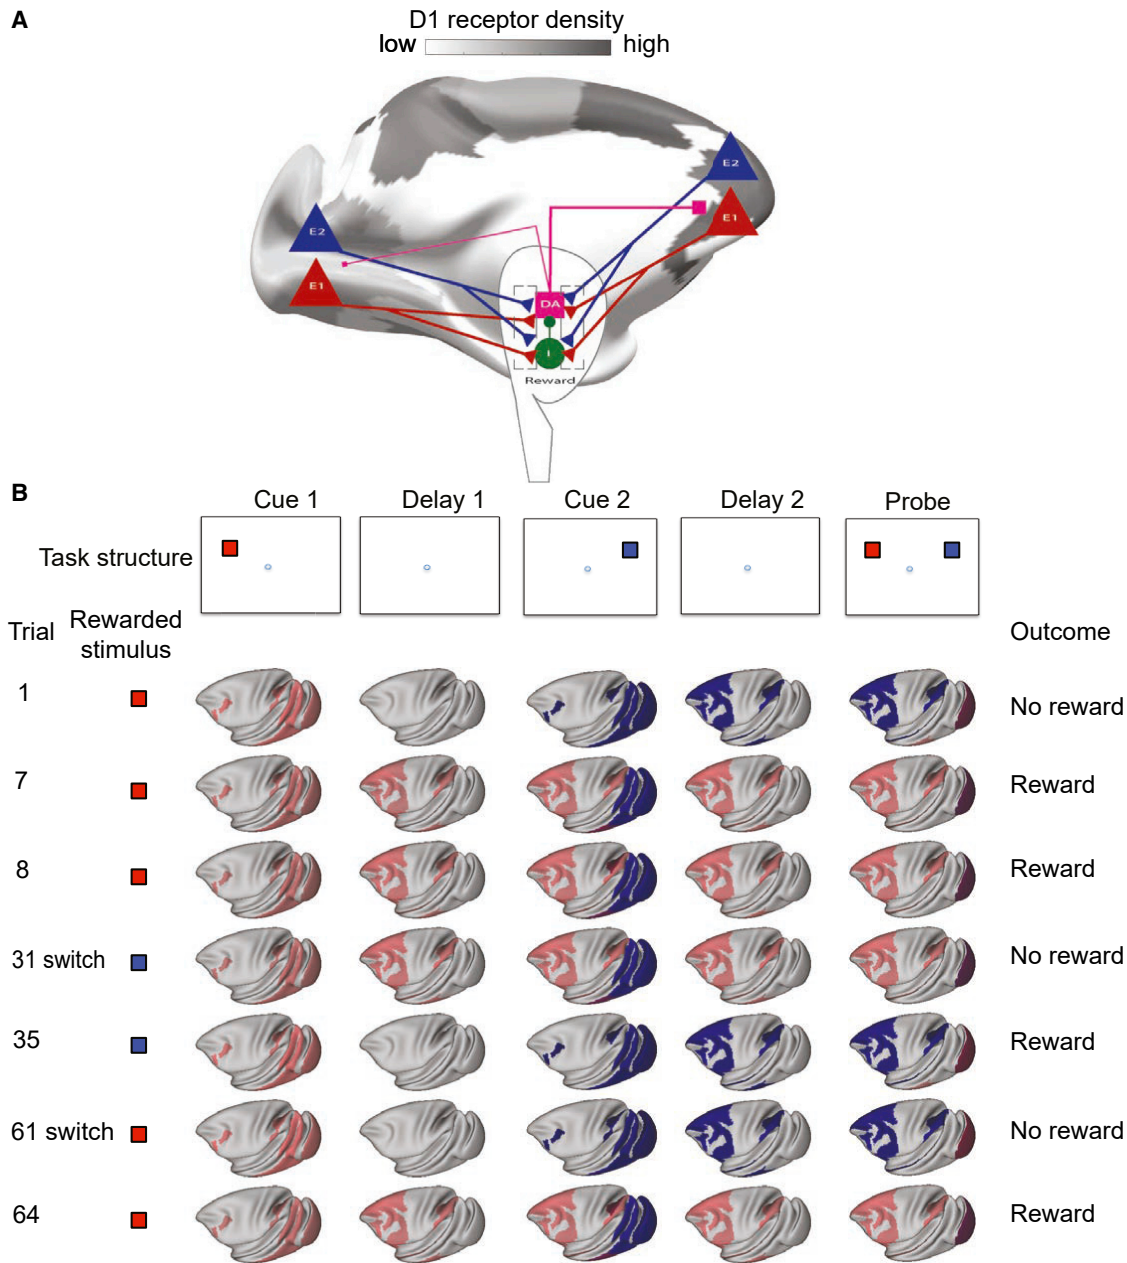 A
D1 receptor density
low high
E2
E1
E2
E1
DA
I
Reward
B
Cue 1 Delay 1 Cue 2 Delay 2 Probe
Task structure
Trial Rewarded stimulus Outcome
1 No reward
7 Reward
8 Reward
31 switch No reward
35 Reward
61 switch No reward
64 Reward